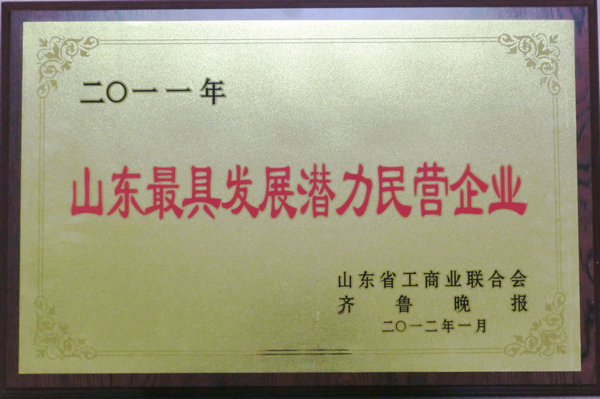 二〇一一年
山东最具发展潜力民营企业
山东省工商业联合会
齐鲁晚报
二〇一二年一月